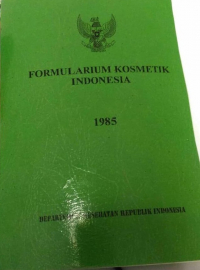 FORMULARIUM KOSMETIK
INDONESIA
1985
REPUBLIK INDONESIA